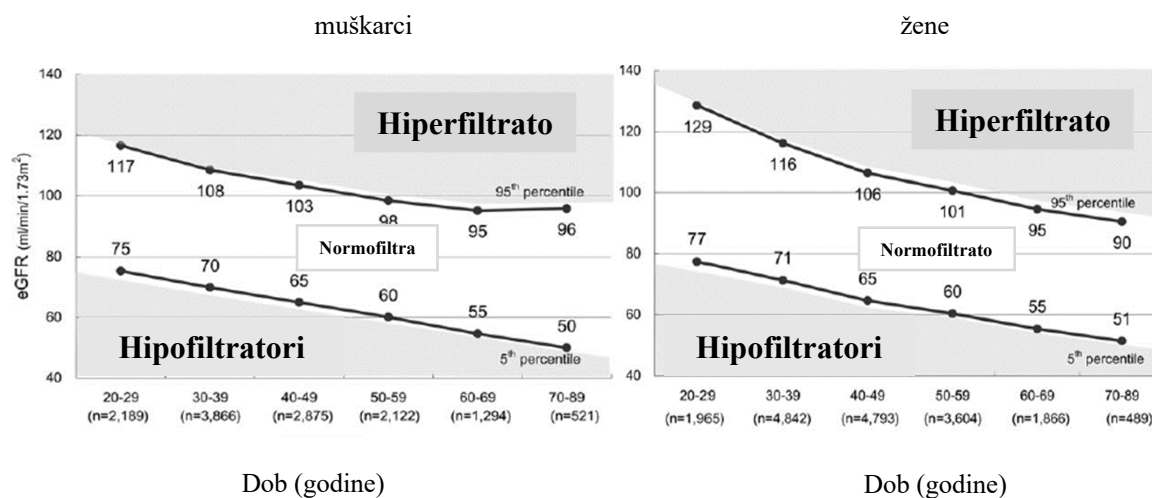 muškarci
140
120
100
80
60
40
eGFR (ml/min/1.73m²)
Hiperfiltrato
117
108
103
98
95
96
95th percentile
Normofiltra
75
70
65
60
55
50
5th percentile
Hipofiltratori
20-29
(n=2,189)
30-39
(n=3,866)
40-49
(n=2,875)
50-59
(n=2,122)
60-69
(n=1,294)
70-89
(n=521)
Dob (godine)
žene
140
120
100
80
60
40
Hiperfiltrato
129
116
106
101
95
90
95th percentile
Normofiltrato
77
71
65
60
55
51
5th percentile
Hipofiltratori
20-29
(n=1,965)
30-39
(n=4,842)
40-49
(n=4,793)
50-59
(n=3,604)
60-69
(n=1,866)
70-89
(n=489)
Dob (godine)